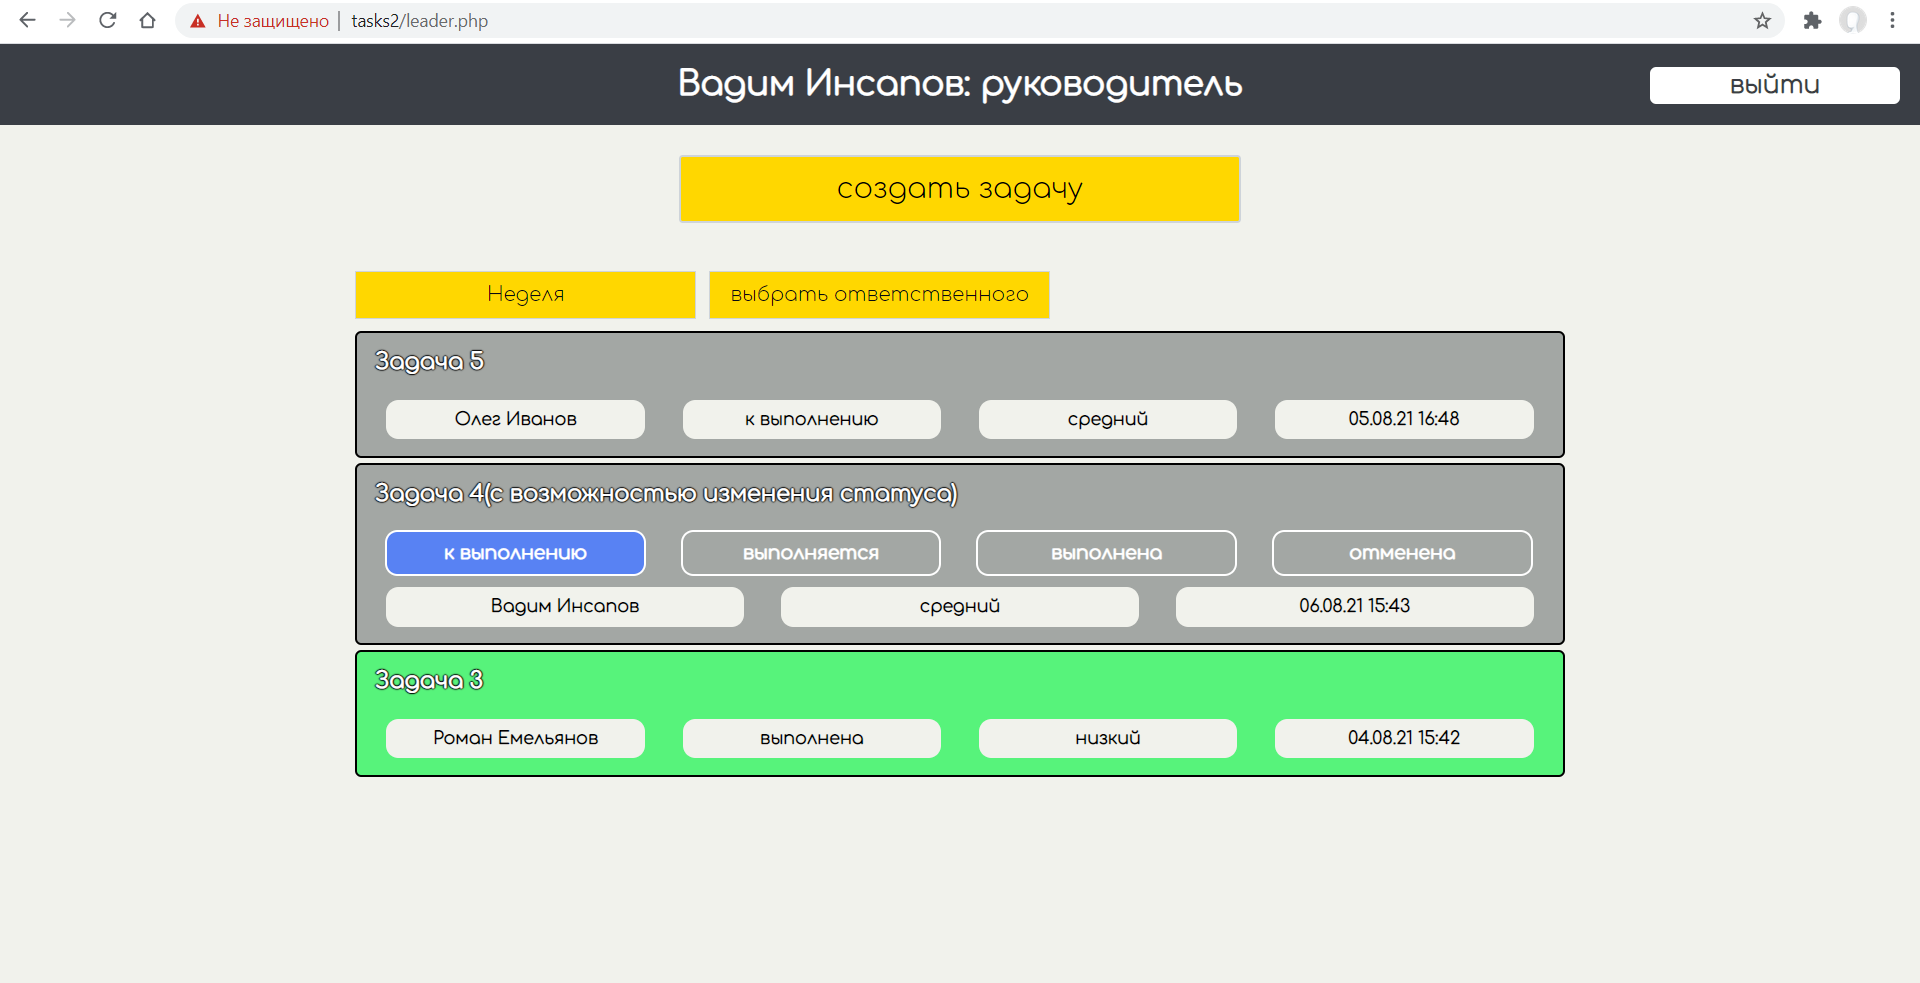 Не защищено | tasks2/leader.php
Вадим Инсапов: руководитель
выйти
создать задачу
Неделя
выбрать ответственного
Задача 5
Олег Иванов
к выполнению
средний
05.08.21 16:48
Задача 4(с возможностью изменения статуса)
к выполнению
выполняется
выполнена
отменена
Вадим Инсапов
средний
06.08.21 15:43
Задача 3
Роман Емельянов
выполнена
низкий
04.08.21 15:42